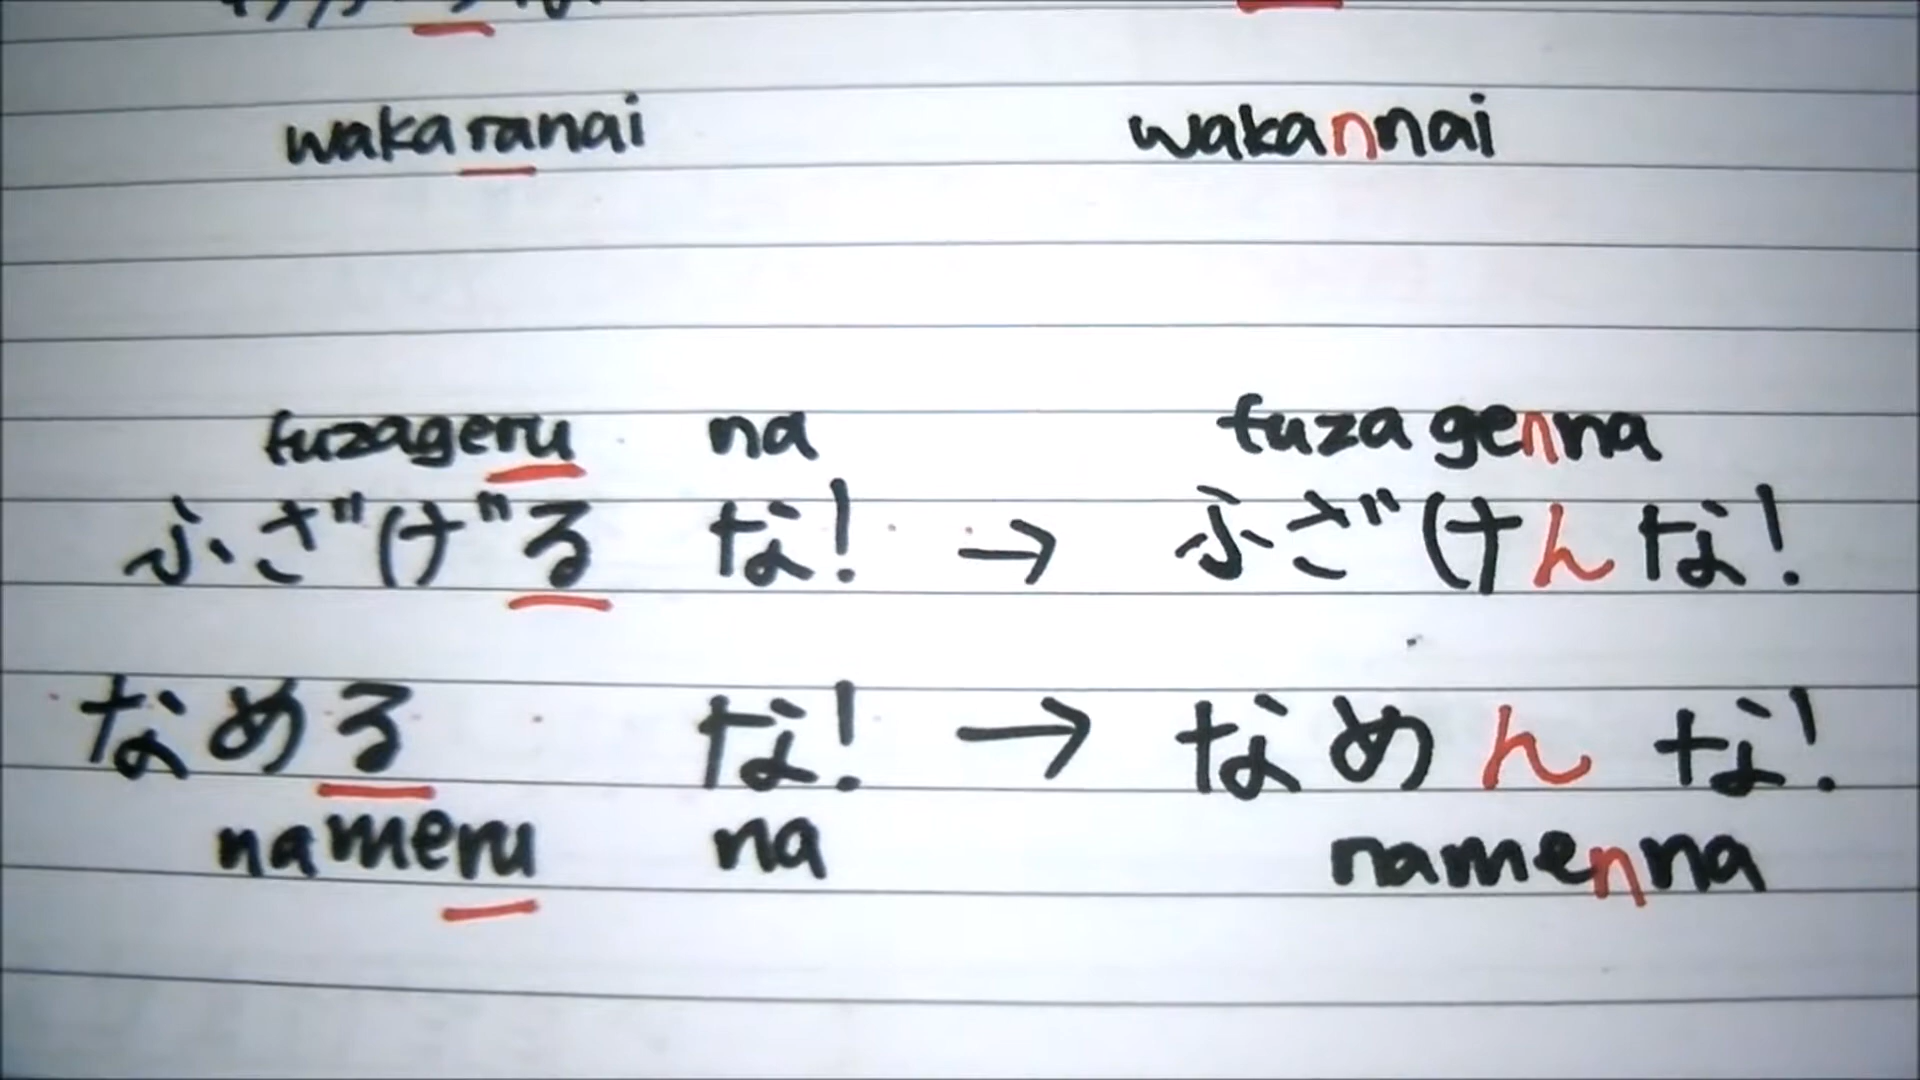 wakaranai wakannai
fuzageru na fuzagenna
ふざげるな! → ふざけんな!
なめるな! → なめんな!
nameru na namenna